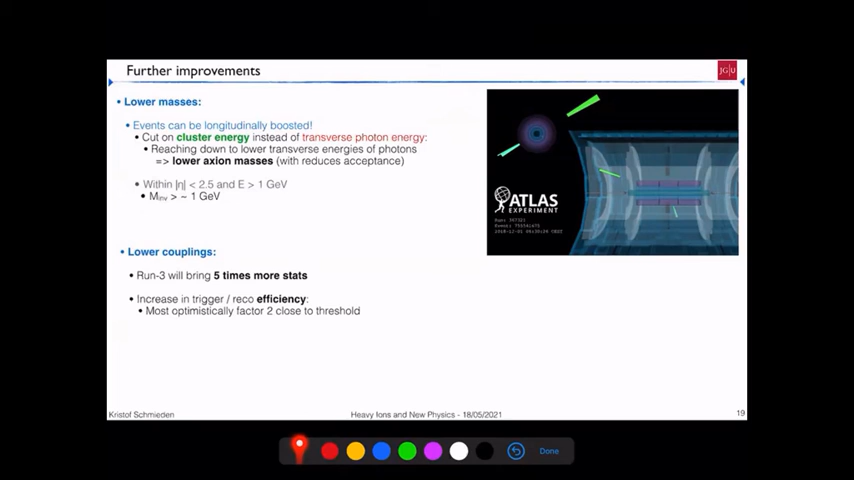 Further improvements
JG|U
• Lower masses:
• Events can be longitudinally boosted!
• Cut on cluster energy instead of transverse photon energy:
• Reaching down to lower transverse energies of photons
=> lower axion masses (with reduces acceptance)
• Within |η| < 2.5 and E > 1 GeV
• Minv > ~ 1 GeV
• Lower couplings:
• Run-3 will bring 5 times more stats
• Increase in trigger / reco efficiency:
• Most optimistically factor 2 close to threshold
ATLAS
EXPERIMENT
Kristof Schmieden
Heavy Ions and New Physics - 18/05/2021
19
Done